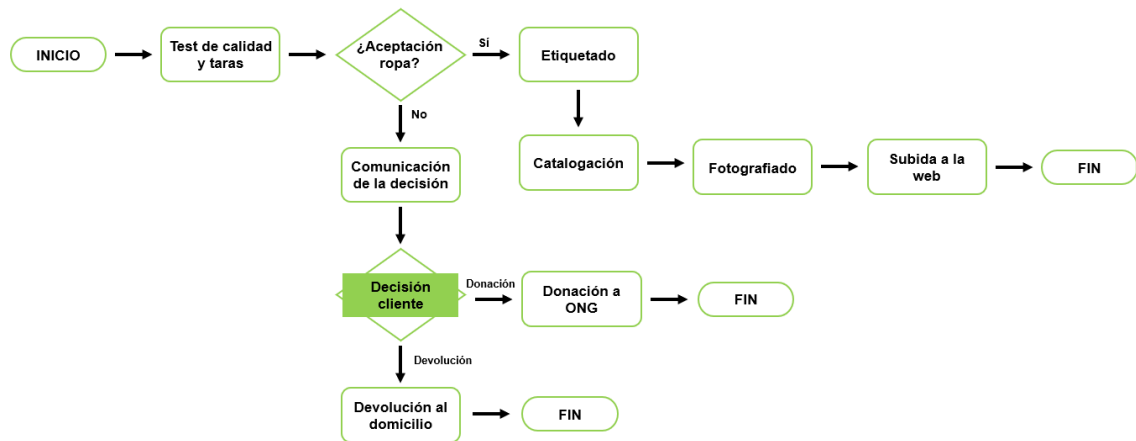 INICIO
Test de calidad
y taras
¿Aceptación
ropa?
Sí
Etiquetado
No
Comunicación
de la decisión
Catalogación
Fotografiado
Subida a la
web
FIN
Decisión
cliente
Donación
Donación a
ONG
FIN
Devolución
Devolución al
domicilio
FIN